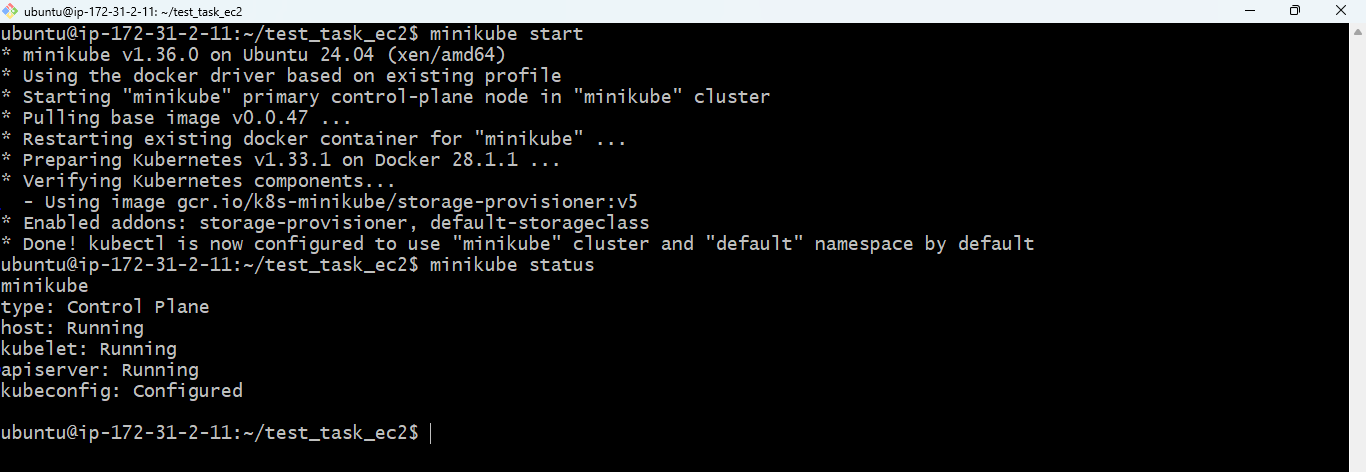 ubuntu@ip-172-31-2-11: ~/test_task_ec2
ubuntu@ip-172-31-2-11:~/test_task_ec2$ minikube start
* minikube v1.36.0 on Ubuntu 24.04 (xen/amd64)
* Using the docker driver based on existing profile
* Starting "minikube" primary control-plane node in "minikube" cluster
* Pulling base image v0.0.47 ...
* Restarting existing docker container for "minikube" ...
* Preparing Kubernetes v1.33.1 on Docker 28.1.1 ...
* Verifying Kubernetes components...
  - Using image gcr.io/k8s-minikube/storage-provisioner:v5
* Enabled addons: storage-provisioner, default-storageclass
* Done! kubectl is now configured to use "minikube" cluster and "default" namespace by default
ubuntu@ip-172-31-2-11:~/test_task_ec2$ minikube status
minikube
type: Control Plane
host: Running
kubelet: Running
apiserver: Running
kubeconfig: Configured
ubuntu@ip-172-31-2-11:~/test_task_ec2$